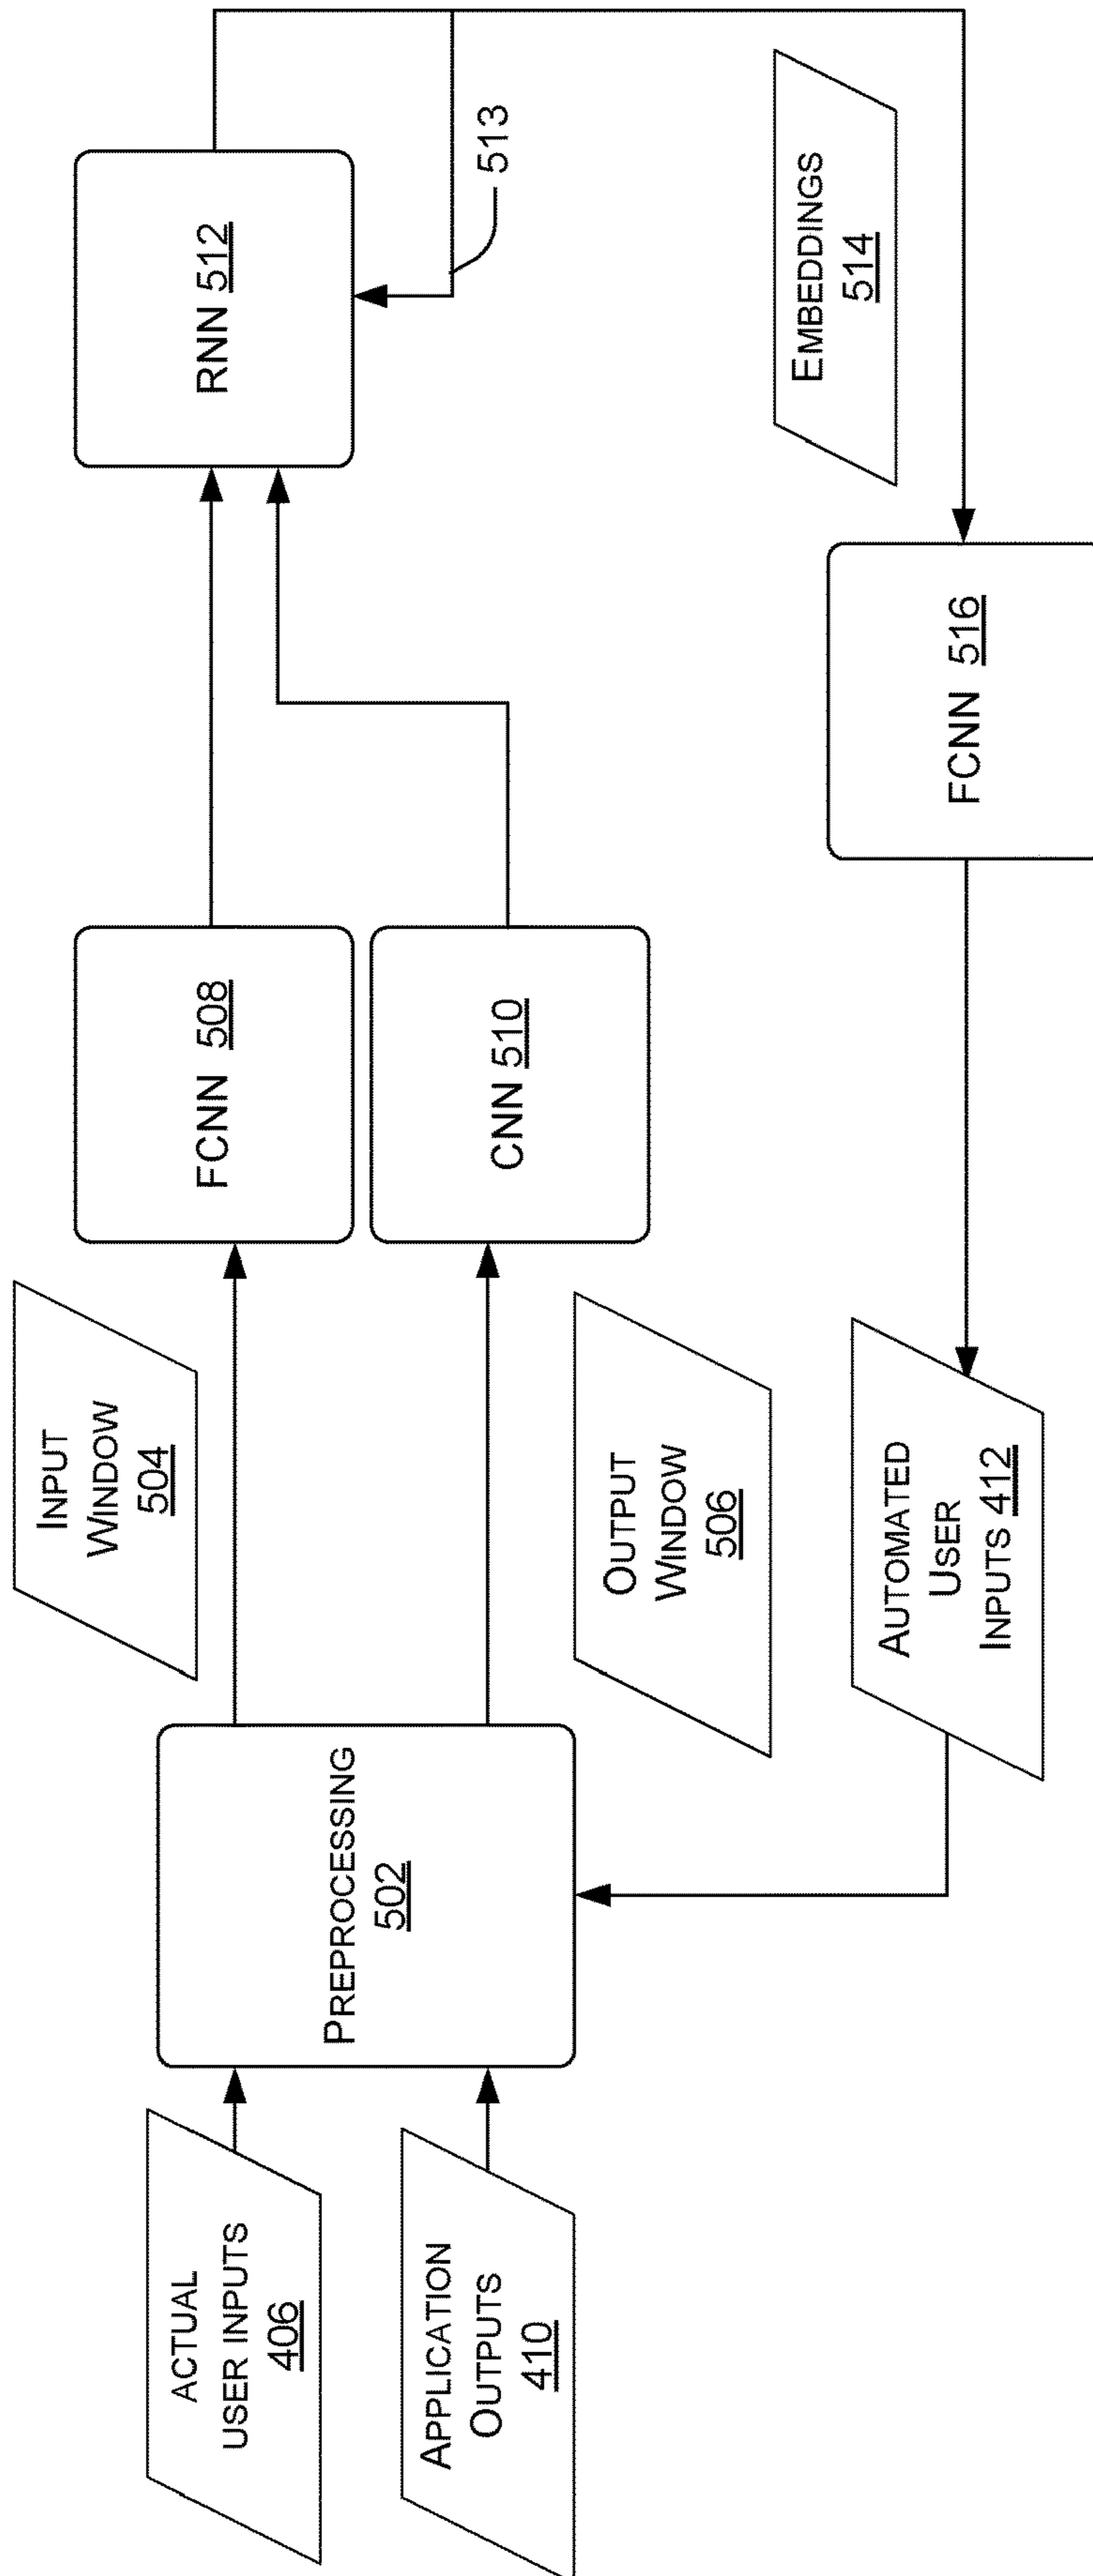 ACTUAL
USER INPUTS
406
APPLICATION
OUTPUTS
410
PREPROCESSING
502
INPUT
WINDOW
504
OUTPUT
WINDOW
506
FCNN 508
CNN 510
RNN 512
513
EMBEDDINGS
514
FCNN 516
AUTOMATED
USER
INPUTS 412